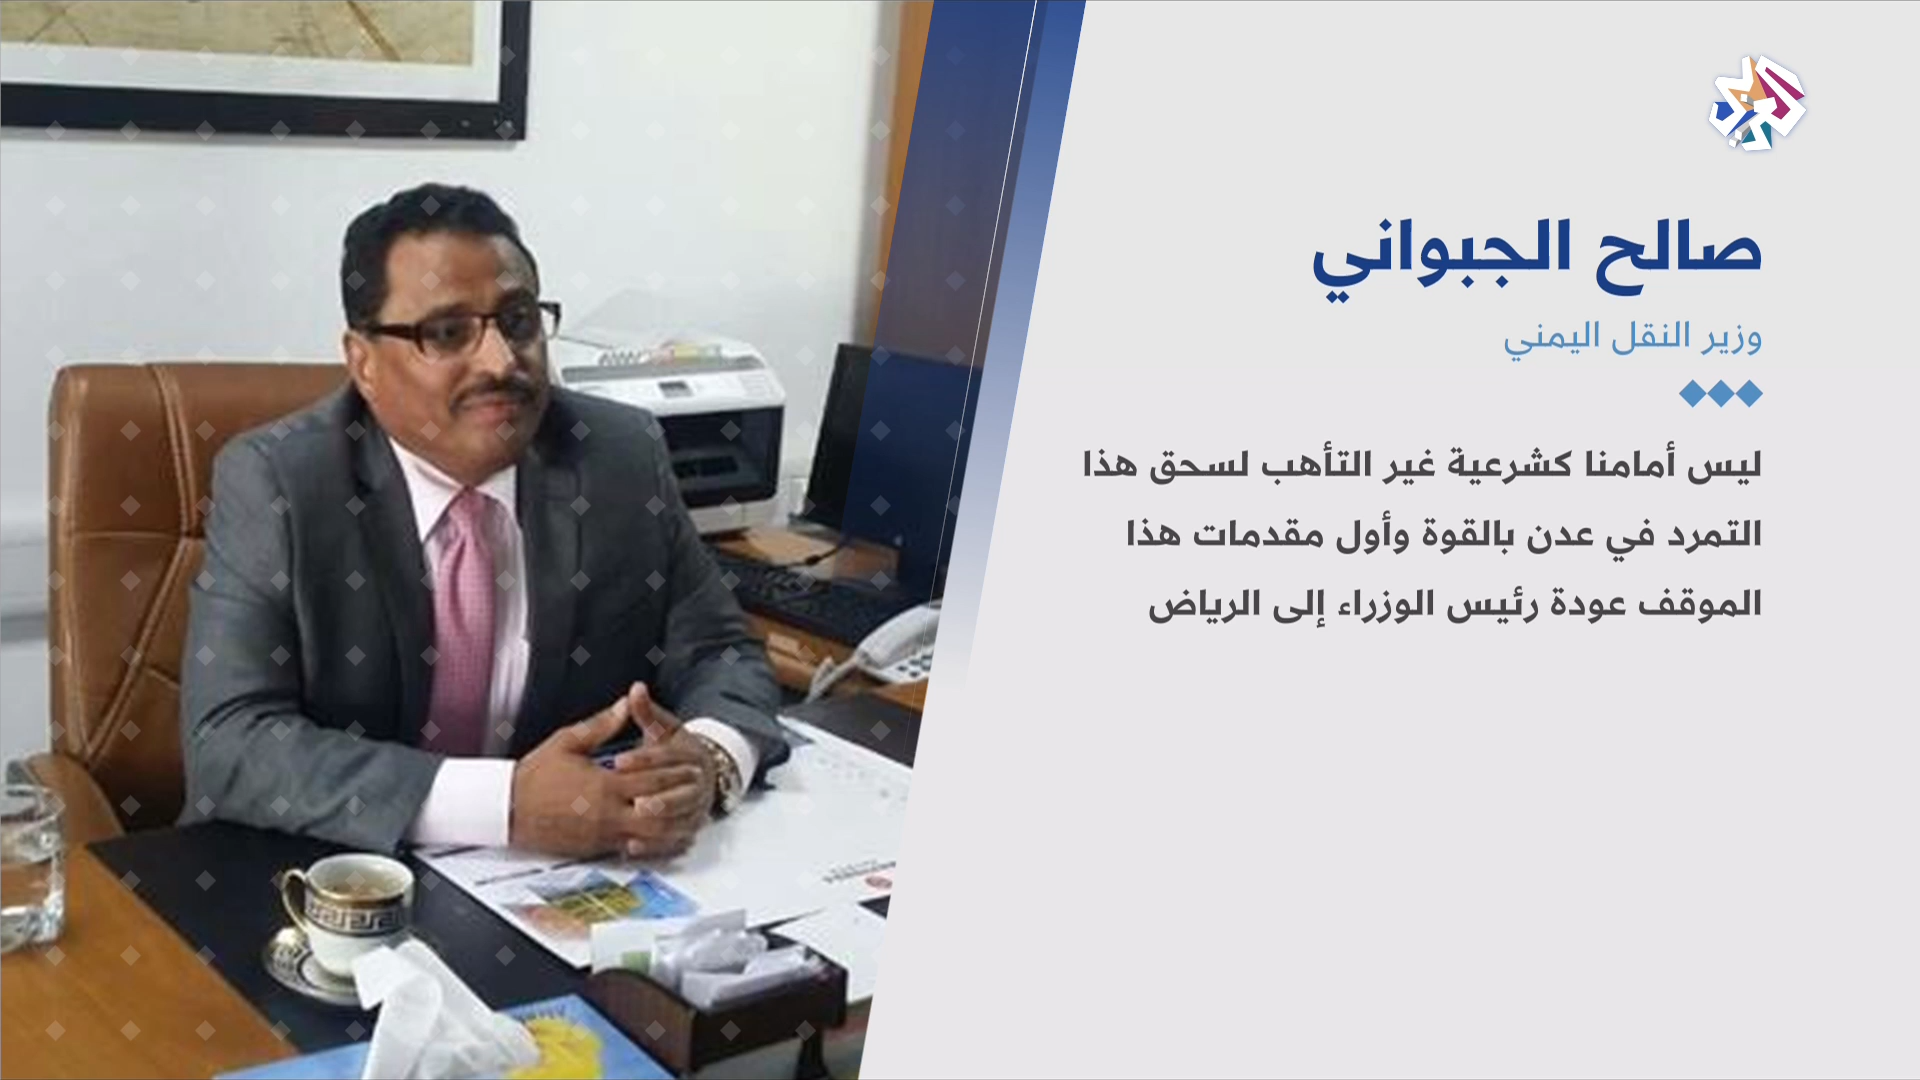 صالح الجبواني
وزير النقل اليمني
ليس أمامنا كشرعية غير التأهب لسحق هذا
التمرد في عدن بالقوة وأول مقدمات هذا
الموقف عودة رئيس الوزراء إلى الرياض